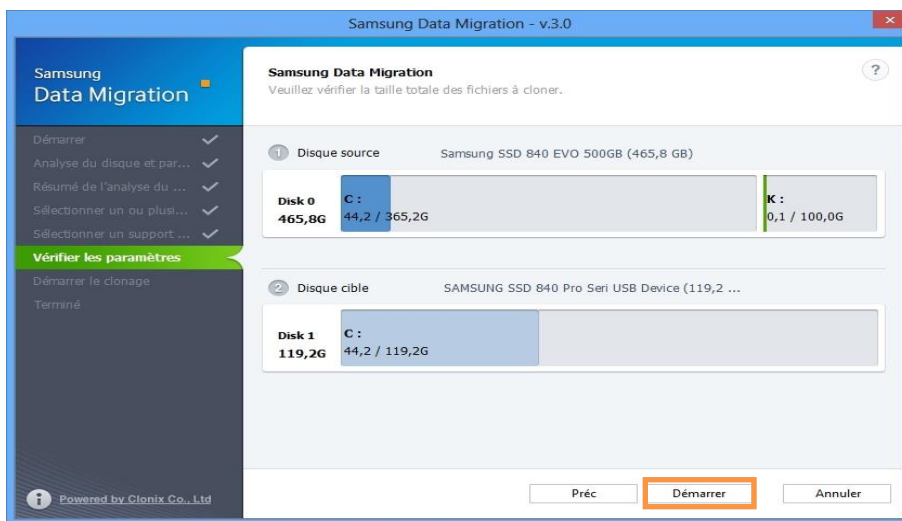 Samsung Data Migration - v.3.0
Samsung
Data Migration
Démarrer
Analyse du disque et par...
Résumé de l'analyse du ...
Sélectionner un ou plusi...
Sélectionner un support ...
Vérifier les paramètres
Démarrer le clonage
Terminé
Powered by Clonix Co., Ltd
Samsung Data Migration
?
Veuillez vérifier la taille totale des fichiers à cloner.
1 Disque source Samsung SSD 840 EVO 500GB (465,8 GB)
Disk 0
465,8G
C :
44,2 / 365,2G
K :
0,1 / 100,0G
2 Disque cible SAMSUNG SSD 840 Pro Seri USB Device (119,2 ...
Disk 1
119,2G
C :
44,2 / 119,2G
Préc Démarrer Annuler